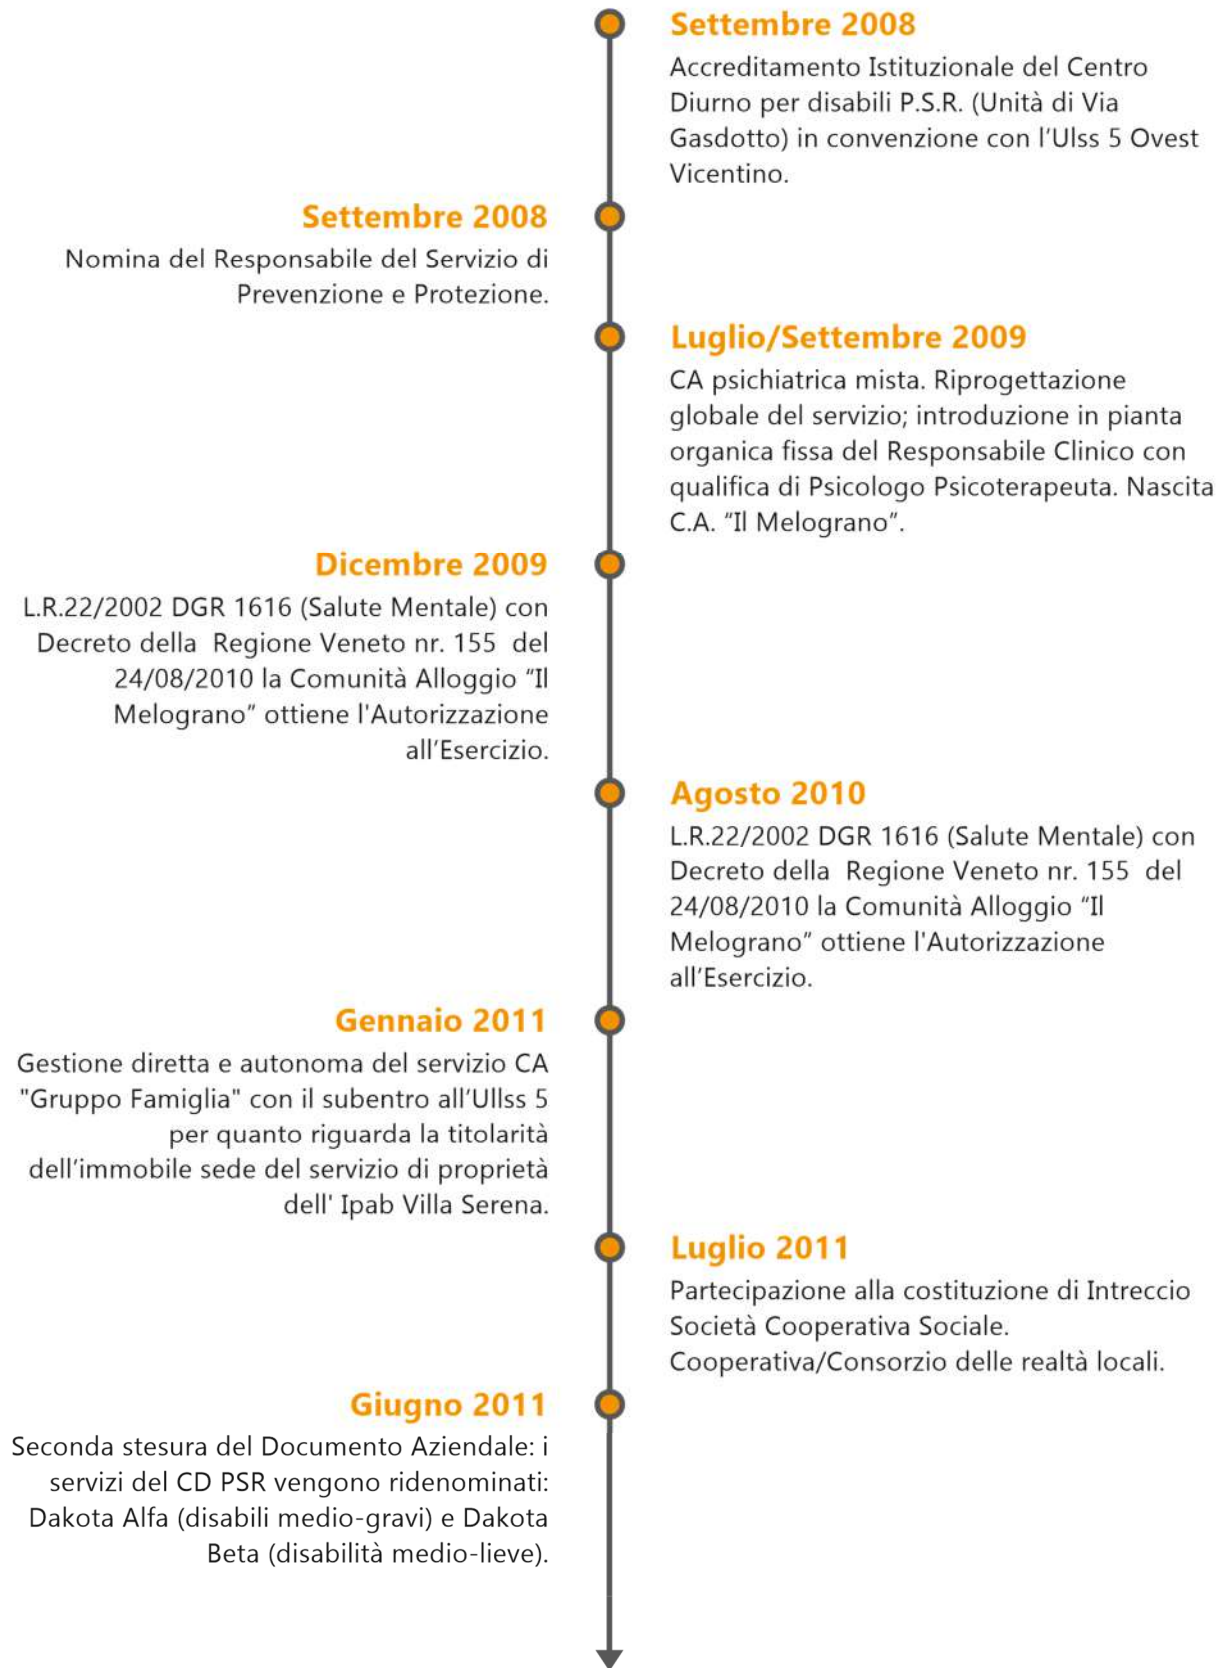 Settembre 2008
Accreditamento Istituzionale del Centro
Diurno per disabili P.S.R. (Unità di Via
Gasdotto) in convenzione con l’Ulss 5 Ovest
Vicentino.
Settembre 2008
Nomina del Responsabile del Servizio di
Prevenzione e Protezione.
Luglio/Settembre 2009
CA psichiatrica mista. Riprogettazione
globale del servizio; introduzione in pianta
organica fissa del Responsabile Clinico con
qualifica di Psicologo Psicoterapeuta. Nascita
C.A. “Il Melograno”.
Dicembre 2009
L.R.22/2002 DGR 1616 (Salute Mentale) con
Decreto della  Regione Veneto nr. 155  del
24/08/2010 la Comunità Alloggio “Il
Melograno” ottiene l'Autorizzazione
all’Esercizio.
Agosto 2010
L.R.22/2002 DGR 1616 (Salute Mentale) con
Decreto della  Regione Veneto nr. 155  del
24/08/2010 la Comunità Alloggio “Il
Melograno” ottiene l'Autorizzazione
all’Esercizio.
Gennaio 2011
Gestione diretta e autonoma del servizio CA
"Gruppo Famiglia" con il subentro all’Ullss 5
per quanto riguarda la titolarità
dell’immobile sede del servizio di proprietà
dell' Ipab Villa Serena.
Luglio 2011
Partecipazione alla costituzione di Intreccio
Società Cooperativa Sociale.
Cooperativa/Consorzio delle realtà locali.
Giugno 2011
Seconda stesura del Documento Aziendale: i
servizi del CD PSR vengono ridenominati:
Dakota Alfa (disabili medio-gravi) e Dakota
Beta (disabilità medio-lieve).